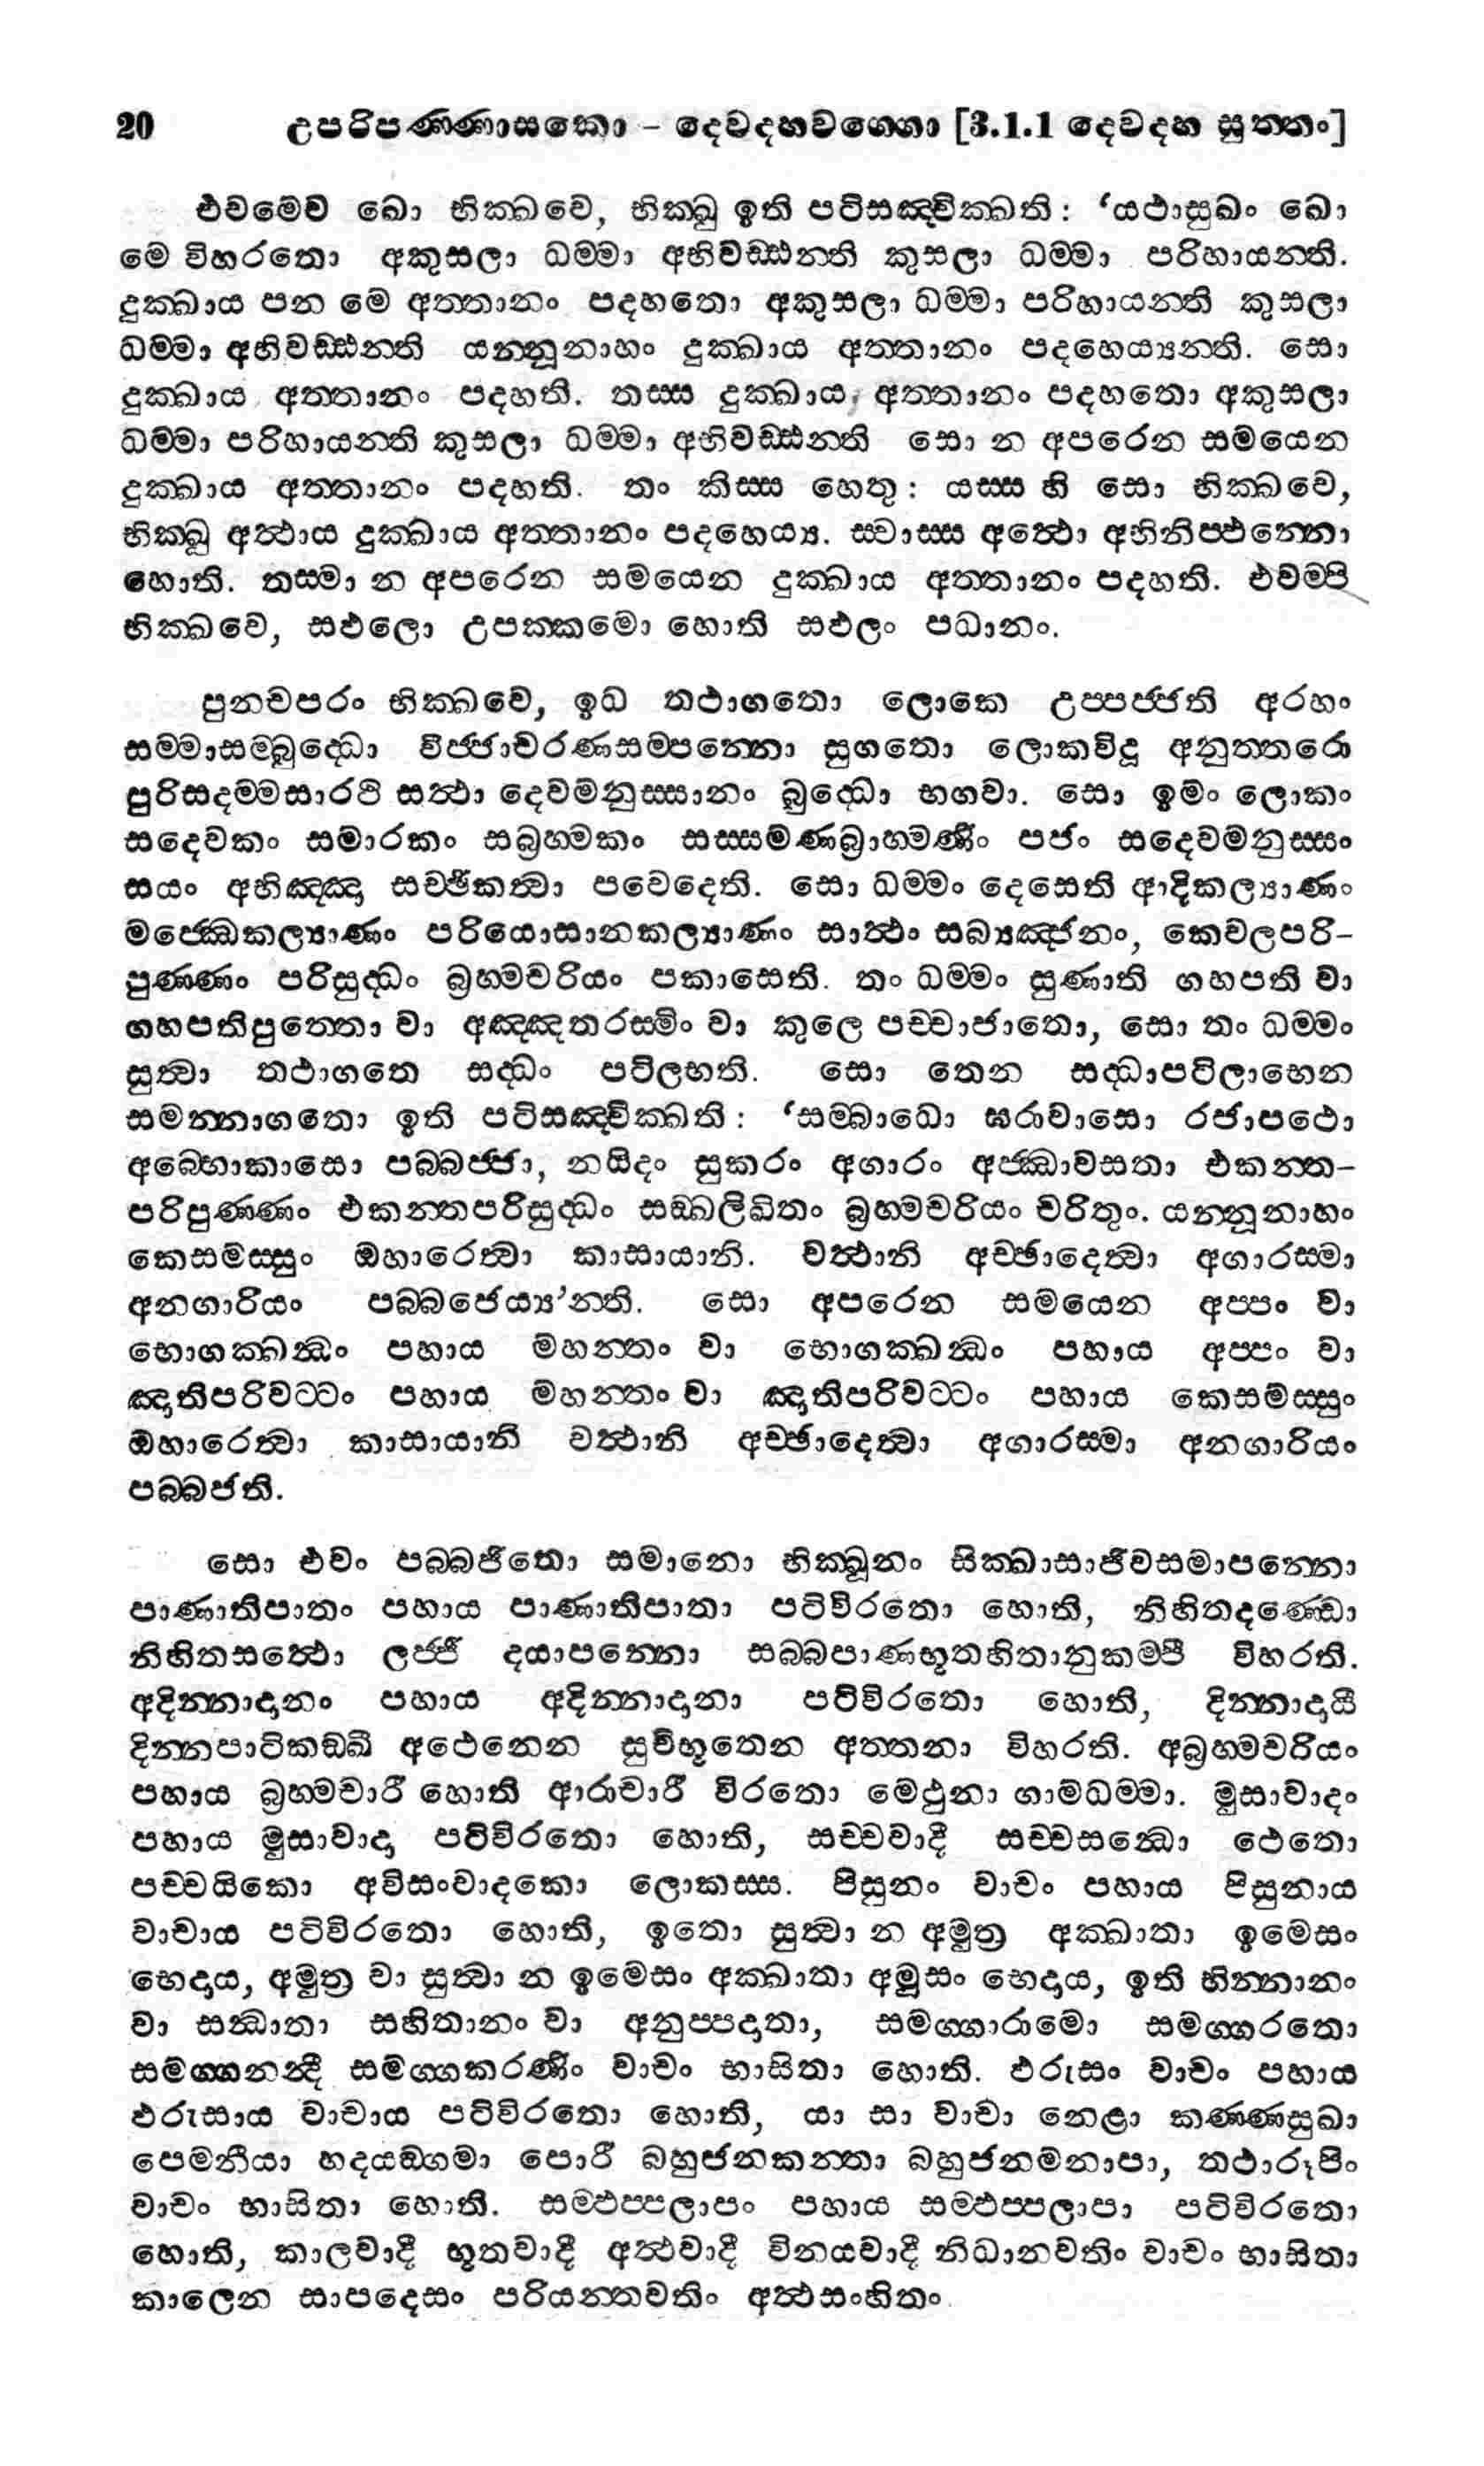 20 උපරිපණ්ණාසකො - දෙවදහවග්ගො [3.1.1 දෙවදහ සුත්තං]
එවමෙව ඛො භික්ඛවෙ, භික්ඛු ඉති පටිසඤ්චික්ඛති: ‘යථාසුඛං ඛො
මෙ විහරතො අකුසලා ධම්මා අභිවඩ්ඪන්ති කුසලා ධම්මා පරිහායන්ති.
දුක්ඛාය පන මෙ අත්තානං පදහතො අකුසලා ධම්මා පරිහායන්ති කුසලා
ධම්මා අභිවඩ්ඪන්ති යන්නූනාහං දුක්ඛාය අත්තානං පදහෙය්‍යන්ති. සො
දුක්ඛාය අත්තානං පදහති. තස්ස දුක්ඛාය, අත්තානං පදහතො අකුසලා
ධම්මා පරිහායන්ති කුසලා ධම්මා අභිවඩ්ඪන්ති සො න අපරෙන සමයෙන
දුක්ඛාය අත්තානං පදහති. තං කිස්ස හෙතු: යස්ස හි සො භික්ඛවෙ,
භික්ඛු අත්ථාය දුක්ඛාය අත්තානං පදහෙය්‍ය. ස්වාස්ස අත්ථො අභිනිප්ඵන්නො
හොති. තස්මා න අපරෙන සමයෙන දුක්ඛාය අත්තානං පදහති. එවම්පි
භික්ඛවෙ, සඵලො උපක්කමො හොති සඵලං පධානං.
පුනචපරං භික්ඛවෙ, ඉධ තථාගතො ලොකෙ උප්පජ්ජති අරහං
සම්මාසම්බුද්ධො විජ්ජාචරණසම්පන්නො සුගතො ලොකවිදූ අනුත්තරො
පුරිසදම්මසාරථි සත්ථා දෙවමනුස්සානං බුද්ධො භගවා. සො ඉමං ලොකං
සදෙවකං සමාරකං සබ්‍රහ්මකං සස්සමණබ්‍රාහ්මණිං පජං සදෙවමනුස්සං
සයං අභිඤ්ඤා සච්ඡිකත්වා පවෙදෙති. සො ධම්මං දෙසෙති ආදිකල්‍යාණං
මජ්ඣෙකල්‍යාණං පරියොසානකල්‍යාණං සාත්ථං සබ්‍යඤ්ජනං, කෙවලපරි-
පුණ්ණං පරිසුද්ධං බ්‍රහ්මචරියං පකාසෙති. තං ධම්මං සුණාති ගහපති වා
ගහපතිපුත්තො වා අඤ්ඤතරස්මිං වා කුලෙ පච්චාජාතො, සො තං ධම්මං
සුත්වා තථාගතෙ සද්ධං පටිලභති. සො තෙන සද්ධාපටිලාභෙන
සමන්නාගතො ඉති පටිසඤ්චික්ඛති: ‘සම්බාධො ඝරාවාසො රජාපථො
අබ්භොකාසො පබ්බජ්ජා, නයිදං සුකරං අගාරං අජ්ඣාවසතා එකන්ත-
පරිපුණ්ණං එකන්තපරිසුද්ධං සඞ්ඛලිඛිතං බ්‍රහ්මචරියං චරිතුං. යන්නූනාහං
කෙසමස්සුං ඔහාරෙත්වා කාසායානි. වත්ථානි අච්ඡාදෙත්වා අගාරස්මා
අනගාරියං පබ්බජෙය්‍ය’න්ති. සො අපරෙන සමයෙන අප්පං වා
භොගක්ඛන්ධං පහාය මහන්තං වා භොගක්ඛන්ධං පහාය අප්පං වා
ඤාතිපරිවට්ටං පහාය මහන්තං වා ඤාතිපරිවට්ටං පහාය කෙසමස්සුං
ඔහාරෙත්වා කාසායානි වත්ථානි අච්ඡාදෙත්වා අගාරස්මා අනගාරියං
පබ්බජති.
සො එවං පබ්බජිතො සමානො භික්ඛූනං සික්ඛාසාජීවසමාපන්නො
පාණාතිපාතං පහාය පාණාතිපාතා පටිවිරතො හොති, නිහිතදණ්ඩො
නිහිතසත්ථො ලජ්ජී දයාපන්නො සබ්බපාණභූතහිතානුකම්පී විහරති.
අදින්නාදානං පහාය අදින්නාදානා පටිවිරතො හොති, දින්නාදායී
දින්නපාටිකඞ්ඛී අථෙනෙන සුචිභූතෙන අත්තනා විහරති. අබ්‍රහ්මචරියං
පහාය බ්‍රහ්මචාරී හොති ආරාචාරී විරතො මෙථුනා ගාමධම්මා. මුසාවාදං
පහාය මුසාවාදා පටිවිරතො හොති, සච්චවාදී සච්චසන්ධො ථෙතො
පච්චයිකො අවිසංවාදකො ලොකස්ස. පිසුනං වාචං පහාය පිසුනාය
වාචාය පටිවිරතො හොති, ඉතො සුත්වා න අමුත්‍ර අක්ඛාතා ඉමෙසං
භෙදාය, අමුත්‍ර වා සුත්වා න ඉමෙසං අක්ඛාතා අමූසං භෙදාය, ඉති භින්නානං
වා සන්ධාතා සහිතානං වා අනුප්පදාතා, සමග්ගාරාමො සමග්ගරතො
සමග්ගනන්දී සමග්ගකරණිං වාචං භාසිතා හොති. ඵරුසං වාචං පහාය
ඵරුසාය වාචාය පටිවිරතො හොති, යා සා වාචා නෙළා කණ්ණසුඛා
පෙමනීයා හදයඞ්ගමා පොරී බහුජනකන්තා බහුජනමනාපා, තථාරූපිං
වාචං භාසිතා හොති. සම්ඵප්පලාපං පහාය සම්ඵප්පලාපා පටිවිරතො
හොති, කාලවාදී භූතවාදී අත්ථවාදී විනයවාදී නිධානවතිං වාචං භාසිතා
කාලෙන සාපදෙසං පරියන්තවතිං අත්ථසංහිතං.